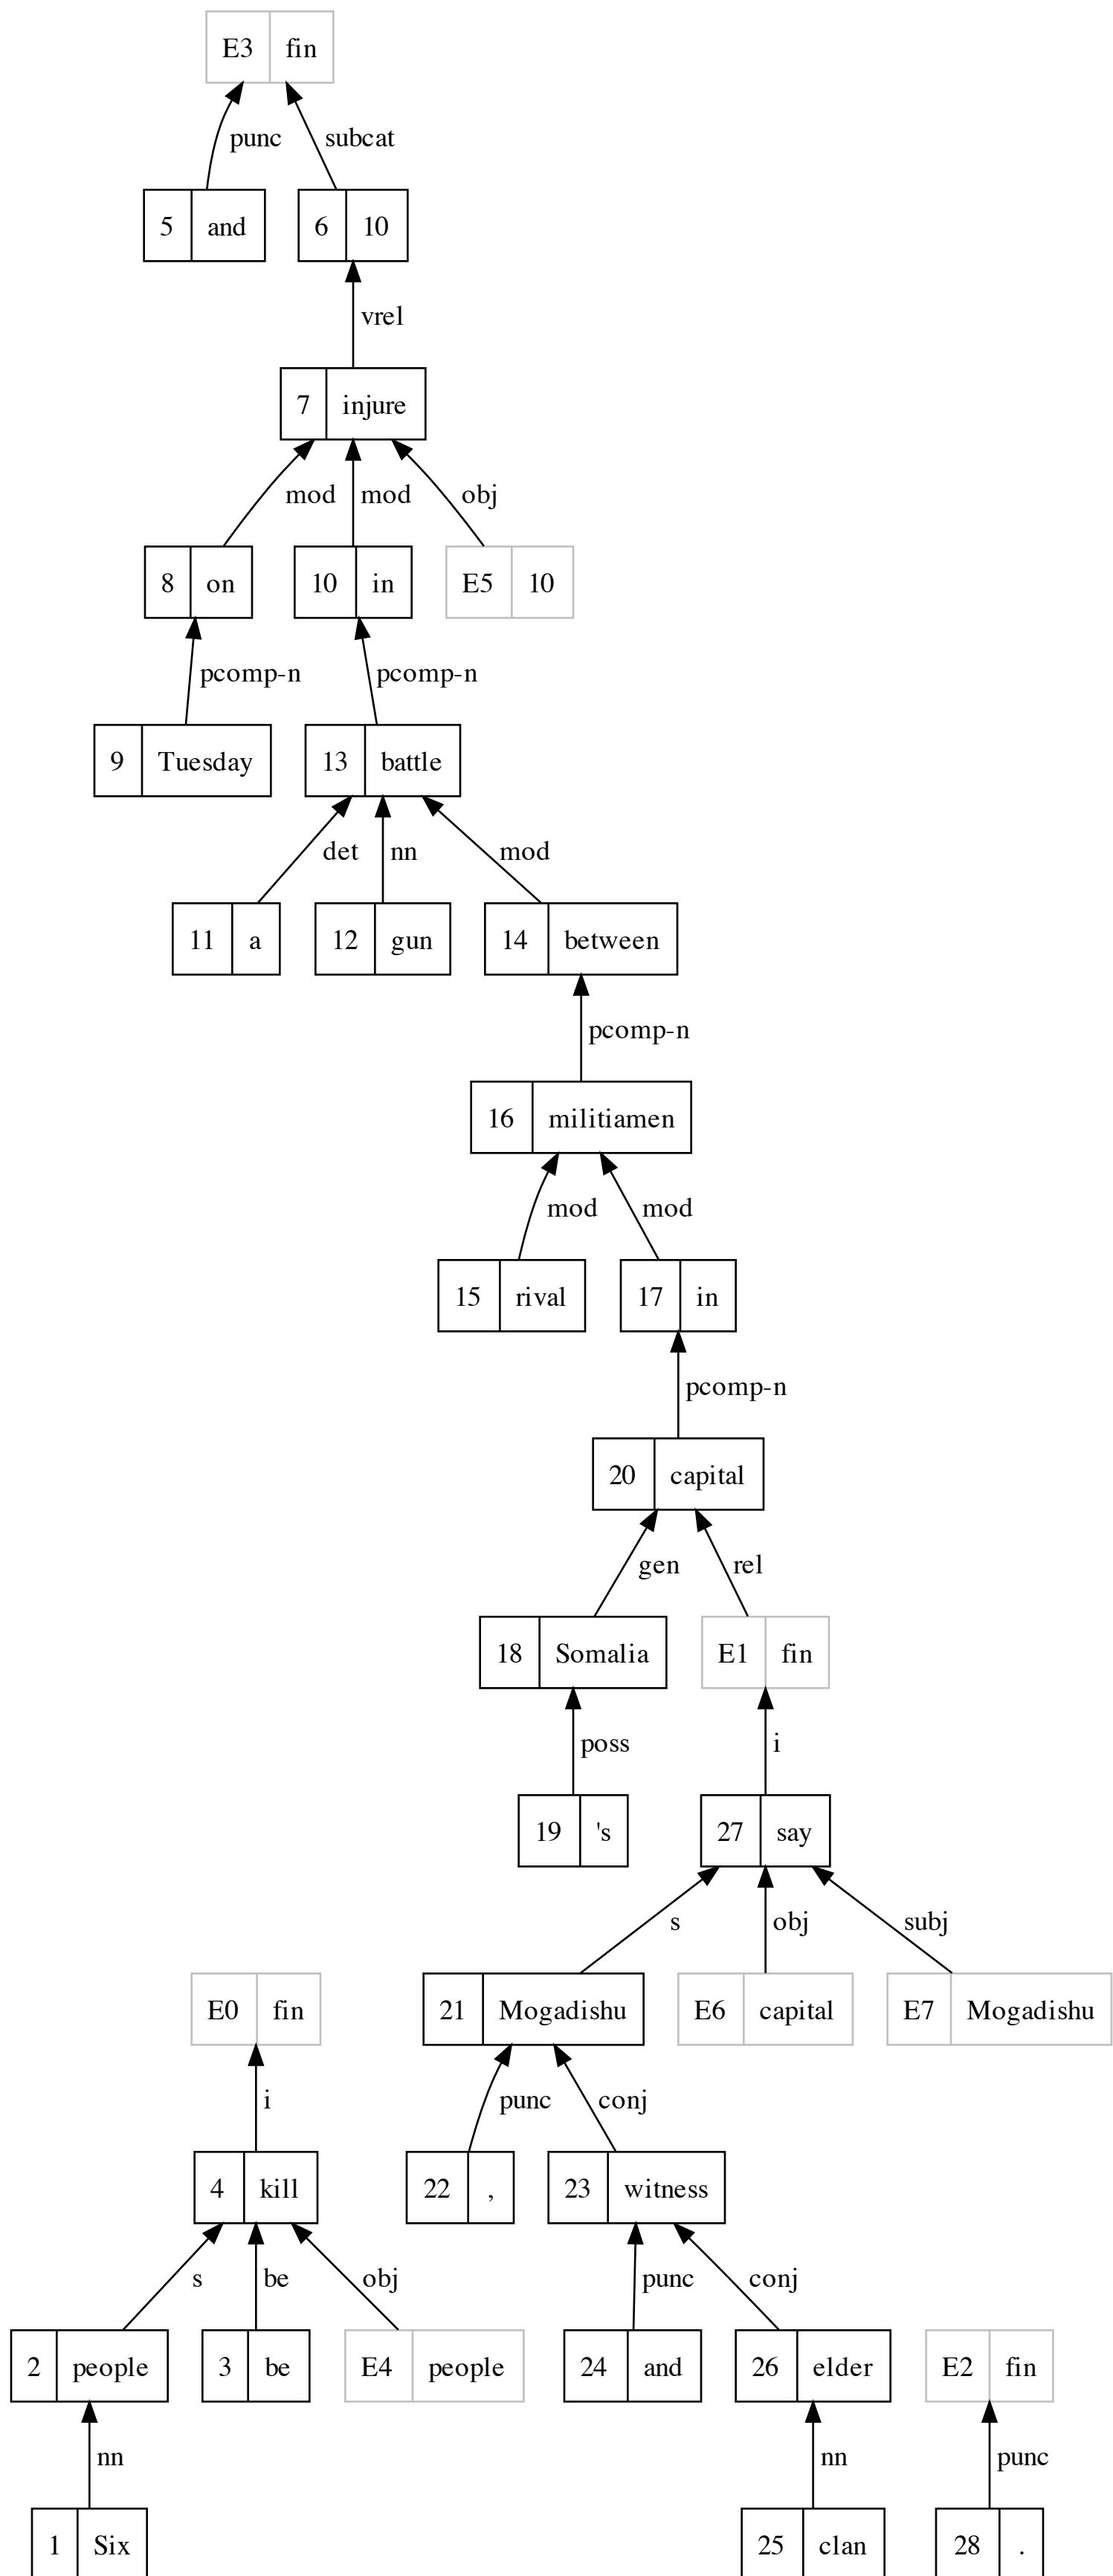 E3 fin
punc subcat
5 and 6 10
vrel
7 injure
mod mod obj
8 on 10 in E5 10
pcomp-n pcomp-n
9 Tuesday 13 battle
det nn mod
11 a 12 gun 14 between
pcomp-n
16 militiamen
mod mod
15 rival 17 in
pcomp-n
20 capital
gen rel
18 Somalia E1 fin
poss i
19 's 27 say
s obj subj
E0 fin 21 Mogadishu E6 capital E7 Mogadishu
i punc conj
4 kill 22 , 23 witness
s be obj punc conj
2 people 3 be E4 people 24 and 26 elder E2 fin
nn nn punc
1 Six 25 clan 28 .